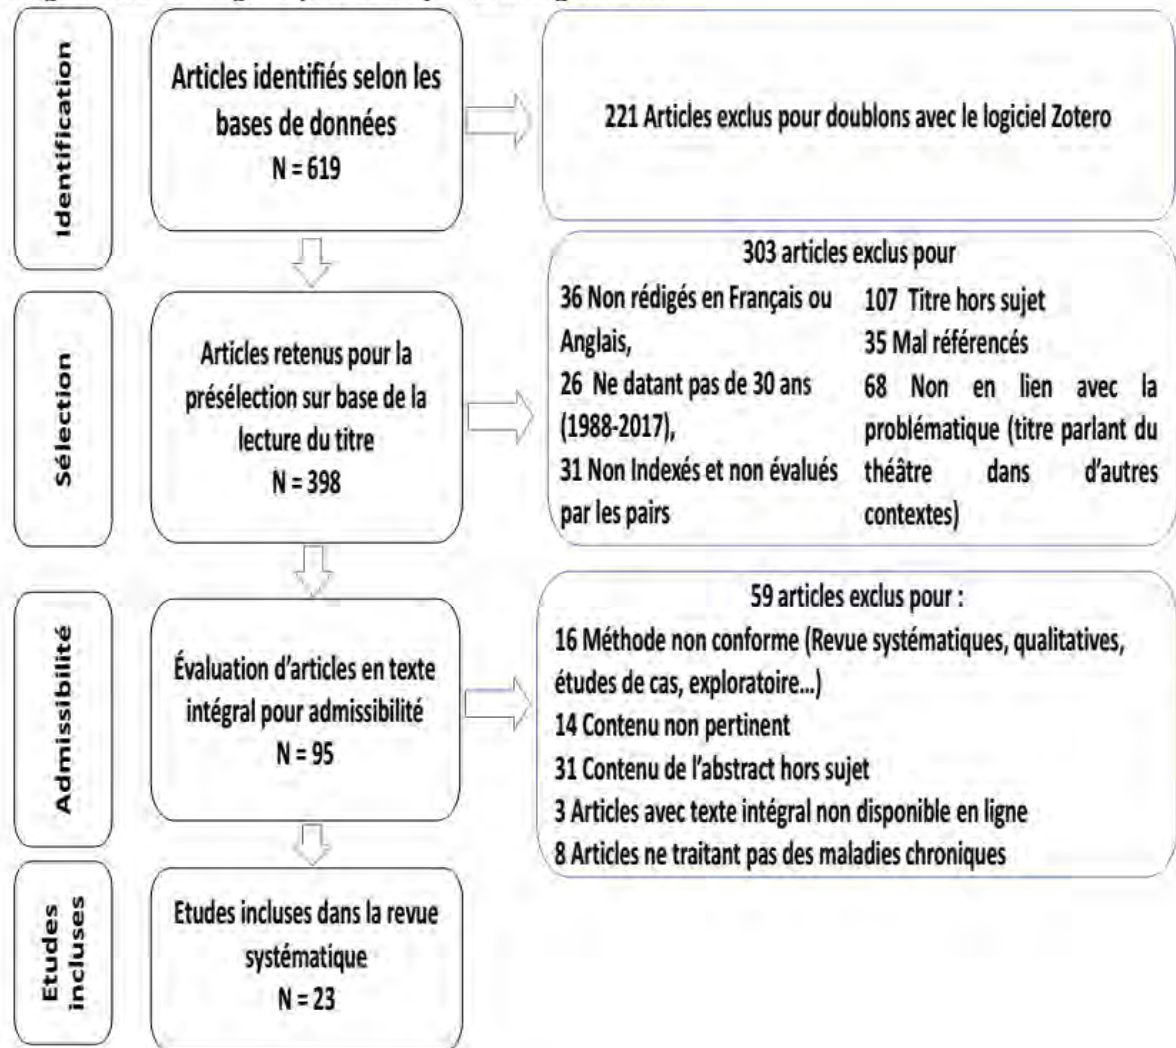 Identification
Articles identifiés selon les
bases de données
N = 619
221 Articles exclus pour doublons avec le logiciel Zotero
Sélection
Articles retenus pour la
présélection sur base de la
lecture du titre
N = 398
303 articles exclus pour
36 Non rédigés en Français ou
Anglais,
26 Ne datant pas de 30 ans
(1988-2017),
31 Non Indexés et non évalués
par les pairs
107 Titre hors sujet
35 Mal référencés
68 Non en lien avec la
problématique (titre parlant du
théâtre dans d'autres
contextes)
Admissibilité
Évaluation d'articles en texte
intégral pour admissibilité
N = 95
59 articles exclus pour :
16 Méthode non conforme (Revue systématiques, qualitatives,
études de cas, exploratoire...)
14 Contenu non pertinent
31 Contenu de l'abstract hors sujet
3 Articles avec texte intégral non disponible en ligne
8 Articles ne traitant pas des maladies chroniques
Etudes
incluses
Etudes incluses dans la revue
systématique
N = 23